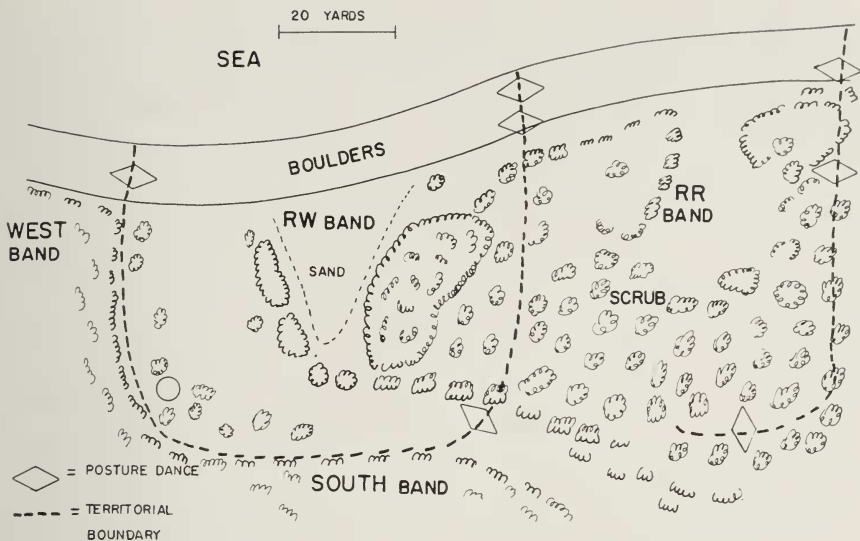 20 YARDS
SEA
BOULDERS
WEST
BAND
RW BAND
SAND
RR
BAND
SCRUB
SOUTH BAND
= POSTURE DANCE
= TERRITORIAL
BOUNDARY